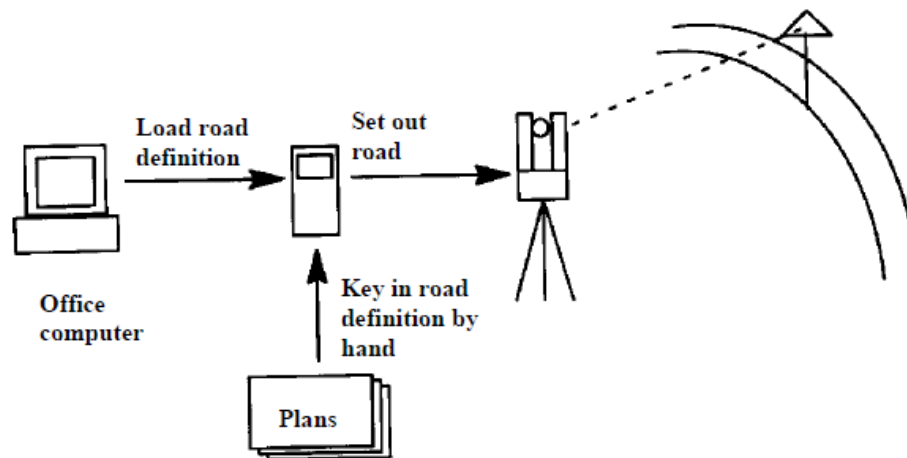 Load road
definition
Set out
road
Office
computer
Key in road
definition by
hand
Plans